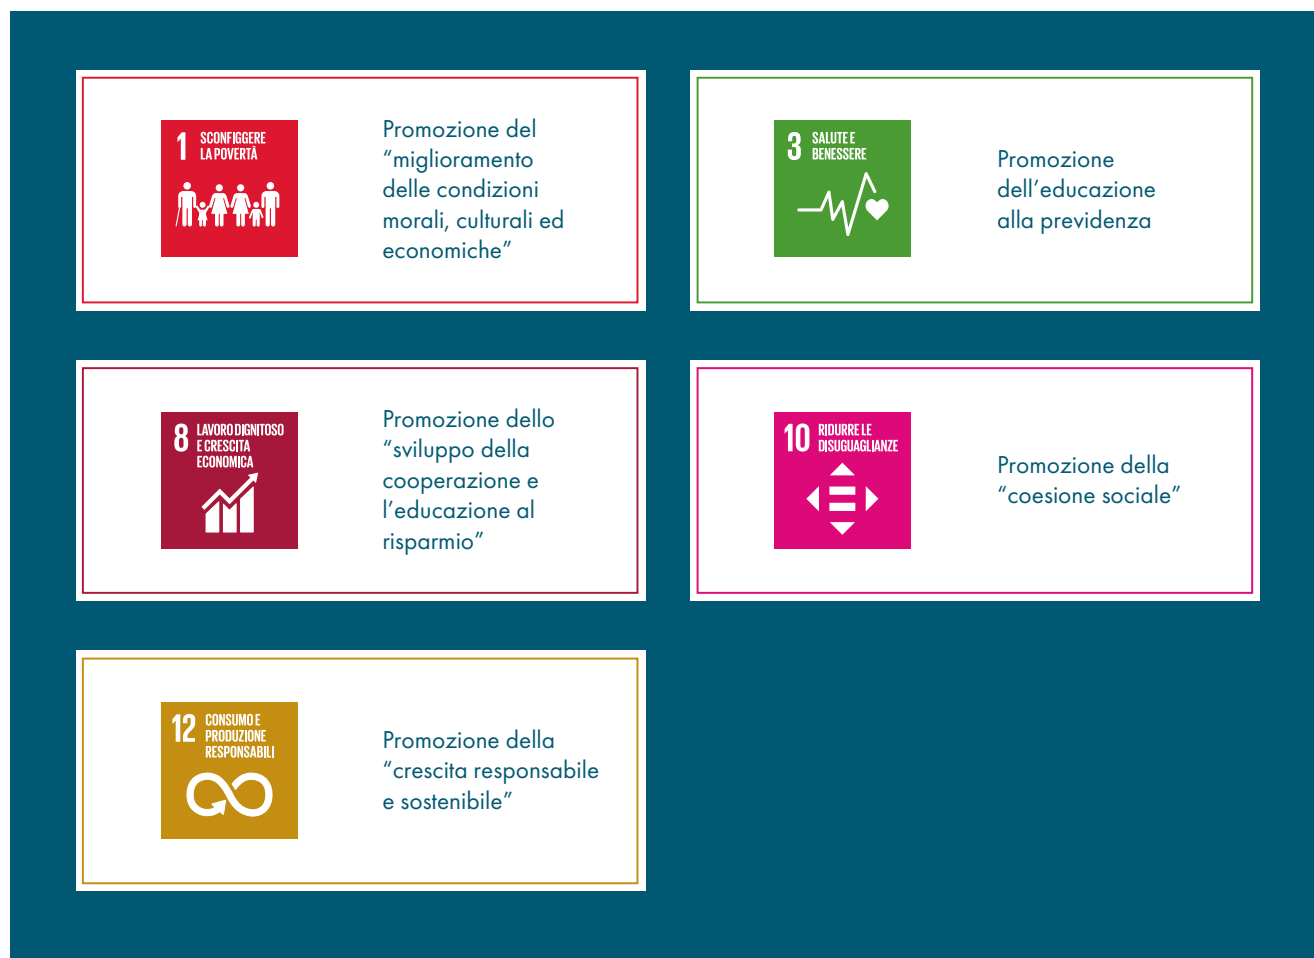 1 SCONFIGGERE
LA POVERTÀ
Promozione del
“miglioramento
delle condizioni
morali, culturali ed
economiche”
3 SALUTE E
BENESSERE
Promozione
dell’educazione
alla previdenza
8 LAVORO DIGNITOSO
E CRESCITA
ECONOMICA
Promozione dello
“sviluppo della
cooperazione e
l’educazione al
risparmio”
10 RIDURRE LE
DISUGUAGLIANZE
Promozione della
“coesione sociale”
12 CONSUMO E
PRODUZIONE
RESPONSABILI
Promozione della
“crescita responsabile
e sostenibile”